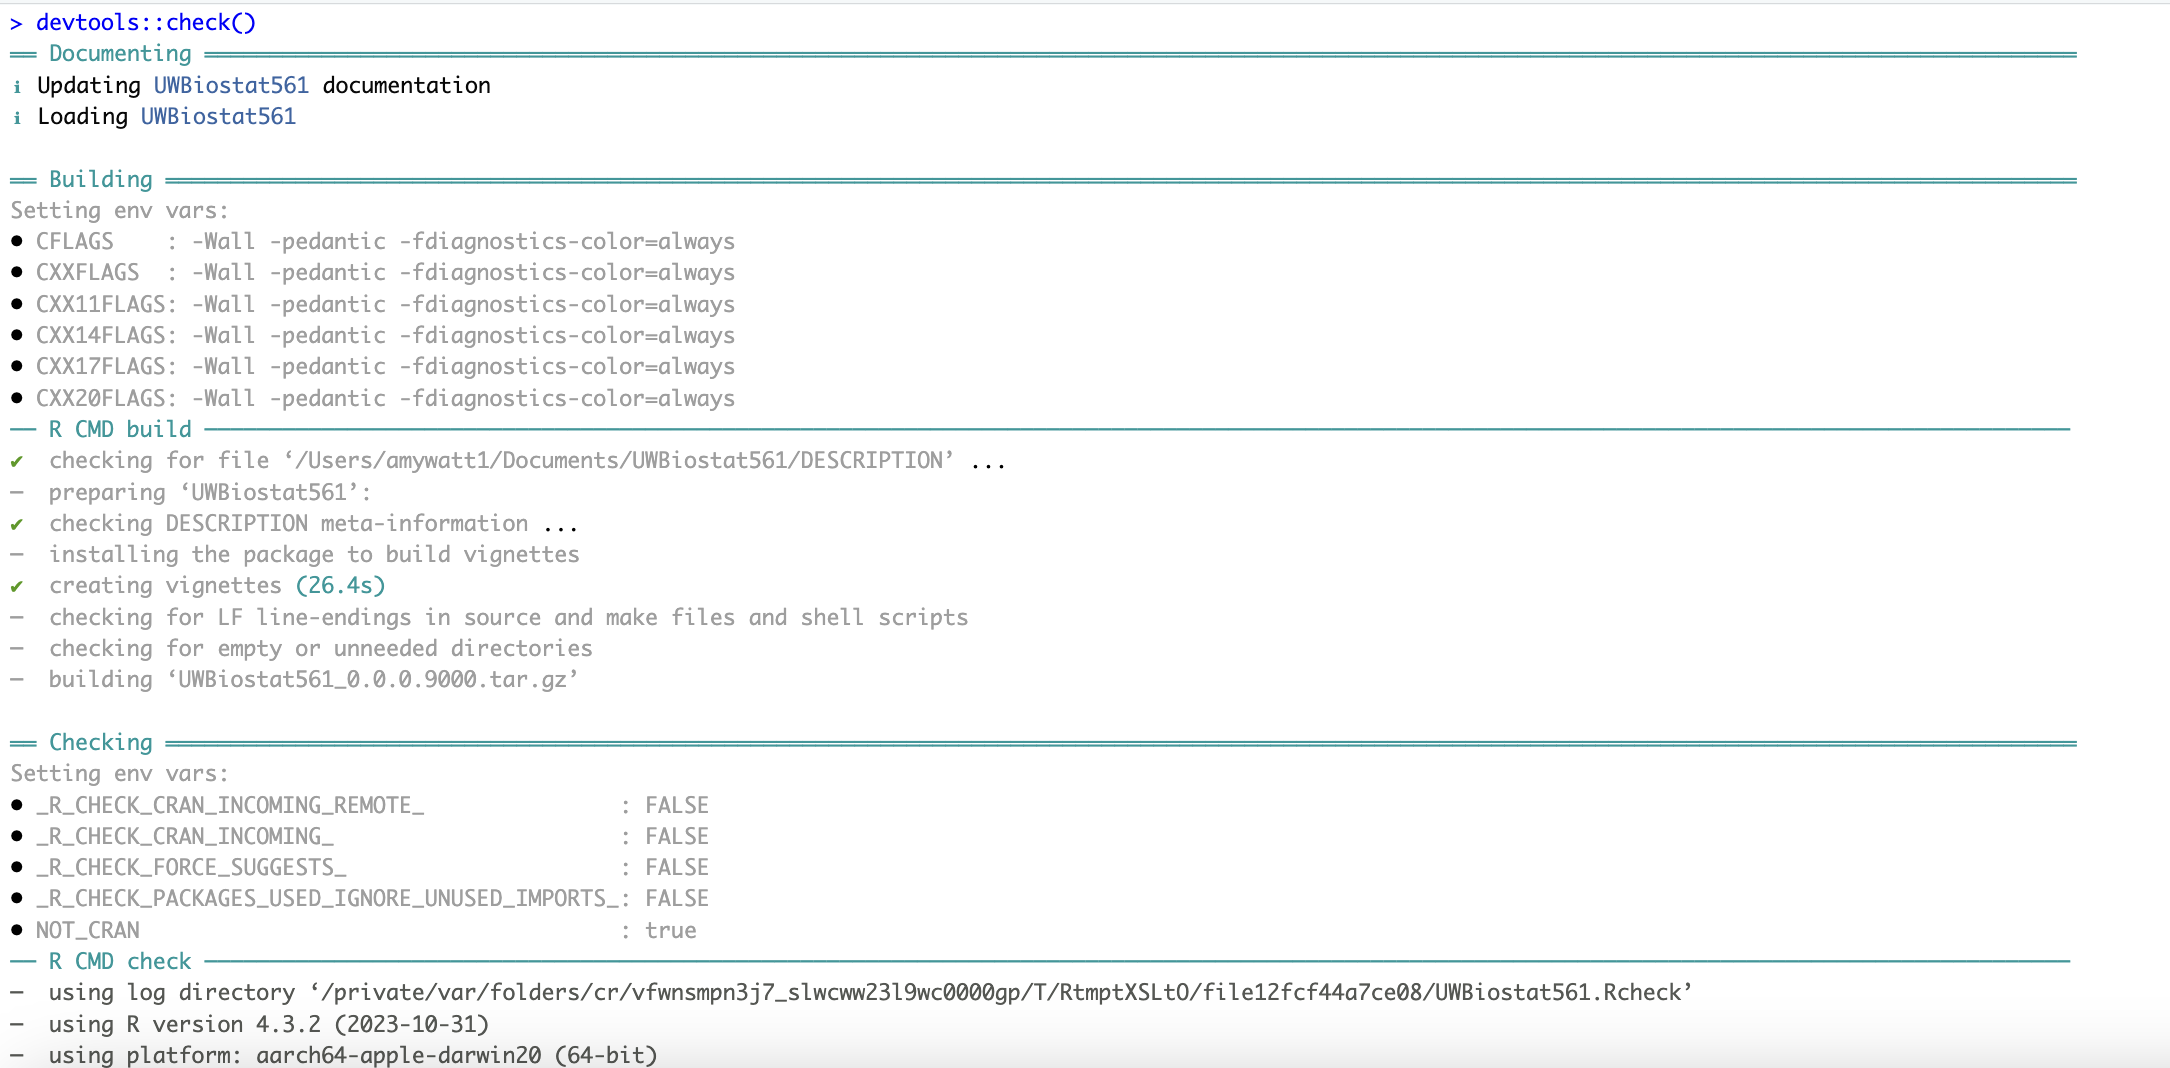 > devtools::check()
══ Documenting ══════════════════════════════
ℹ Updating UWBiostat561 documentation
ℹ Loading UWBiostat561
══ Building ══════════════════════════════
Setting env vars:
● CFLAGS    : -Wall -pedantic -fdiagnostics-color=always
● CXXFLAGS  : -Wall -pedantic -fdiagnostics-color=always
● CXX11FLAGS: -Wall -pedantic -fdiagnostics-color=always
● CXX14FLAGS: -Wall -pedantic -fdiagnostics-color=always
● CXX17FLAGS: -Wall -pedantic -fdiagnostics-color=always
● CXX20FLAGS: -Wall -pedantic -fdiagnostics-color=always
── R CMD build ──────────────────────────────
✔  checking for file ‘/Users/amywatt1/Documents/UWBiostat561/DESCRIPTION’ ...
─  preparing ‘UWBiostat561’:
✔  checking DESCRIPTION meta-information ...
─  installing the package to build vignettes
✔  creating vignettes (26.4s)
─  checking for LF line-endings in source and make files and shell scripts
─  checking for empty or unneeded directories
─  building ‘UWBiostat561_0.0.0.9000.tar.gz’
══ Checking ══════════════════════════════
Setting env vars:
● _R_CHECK_CRAN_INCOMING_REMOTE_               : FALSE
● _R_CHECK_CRAN_INCOMING_                      : FALSE
● _R_CHECK_FORCE_SUGGESTS_                     : FALSE
● _R_CHECK_PACKAGES_USED_IGNORE_UNUSED_IMPORTS_: FALSE
● NOT_CRAN                                     : true
── R CMD check ──────────────────────────────
─  using log directory ‘/private/var/folders/cr/vfwnsmpn3j7_slwcww23l9wc0000gp/T/RtmptXSLtO/file12fcf44a7ce08/UWBiostat561.Rcheck’
─  using R version 4.3.2 (2023-10-31)
─  using platform: aarch64-apple-darwin20 (64-bit)